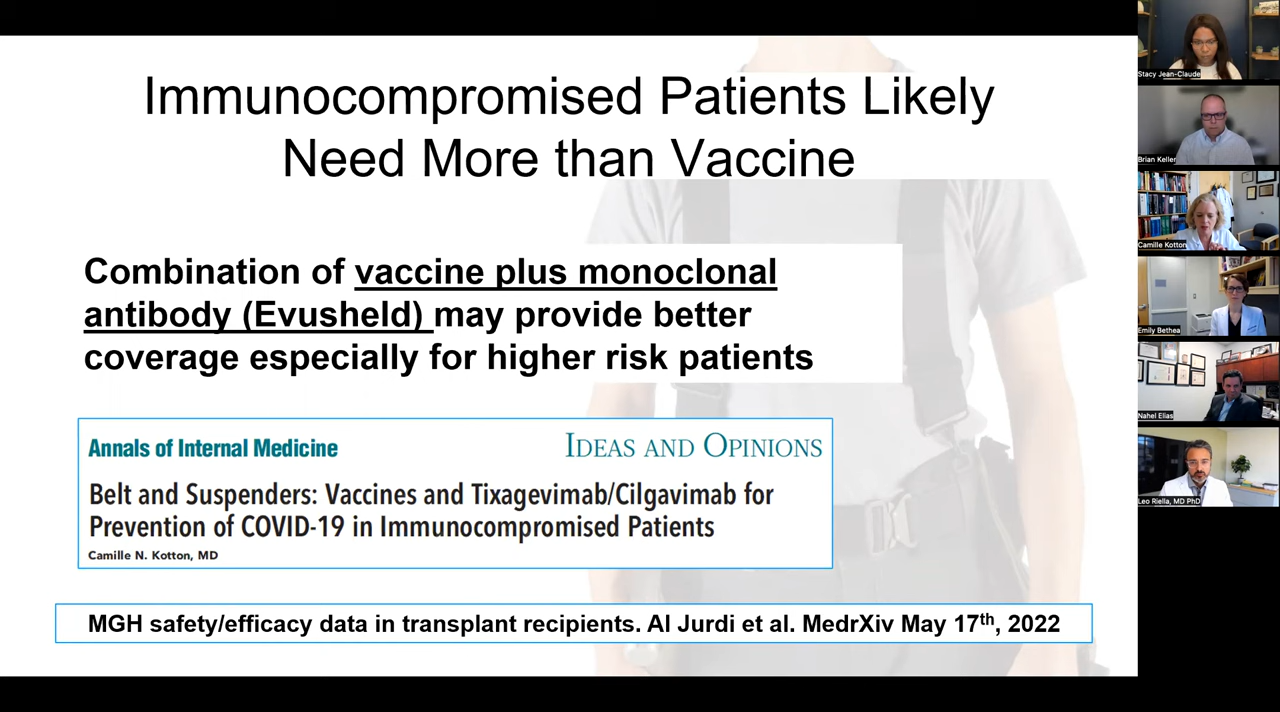 Immunocompromised Patients Likely
Need More than Vaccine
Combination of vaccine plus monoclonal
antibody (Evusheld) may provide better
coverage especially for higher risk patients
Annals of Internal Medicine
IDEAS AND OPINIONS
Belt and Suspenders: Vaccines and Tixagevimab/Cilgavimab for
Prevention of COVID-19 in Immunocompromised Patients
Camille N. Kotton, MD
MGH safety/efficacy data in transplant recipients. Al Jurdi et al. MedrXiv May 17th, 2022
Stacy Jean-Claude
Brian Keller
Camille Kotton
Emily Bethea
Nahel Elias
Leo Riella, MD PhD